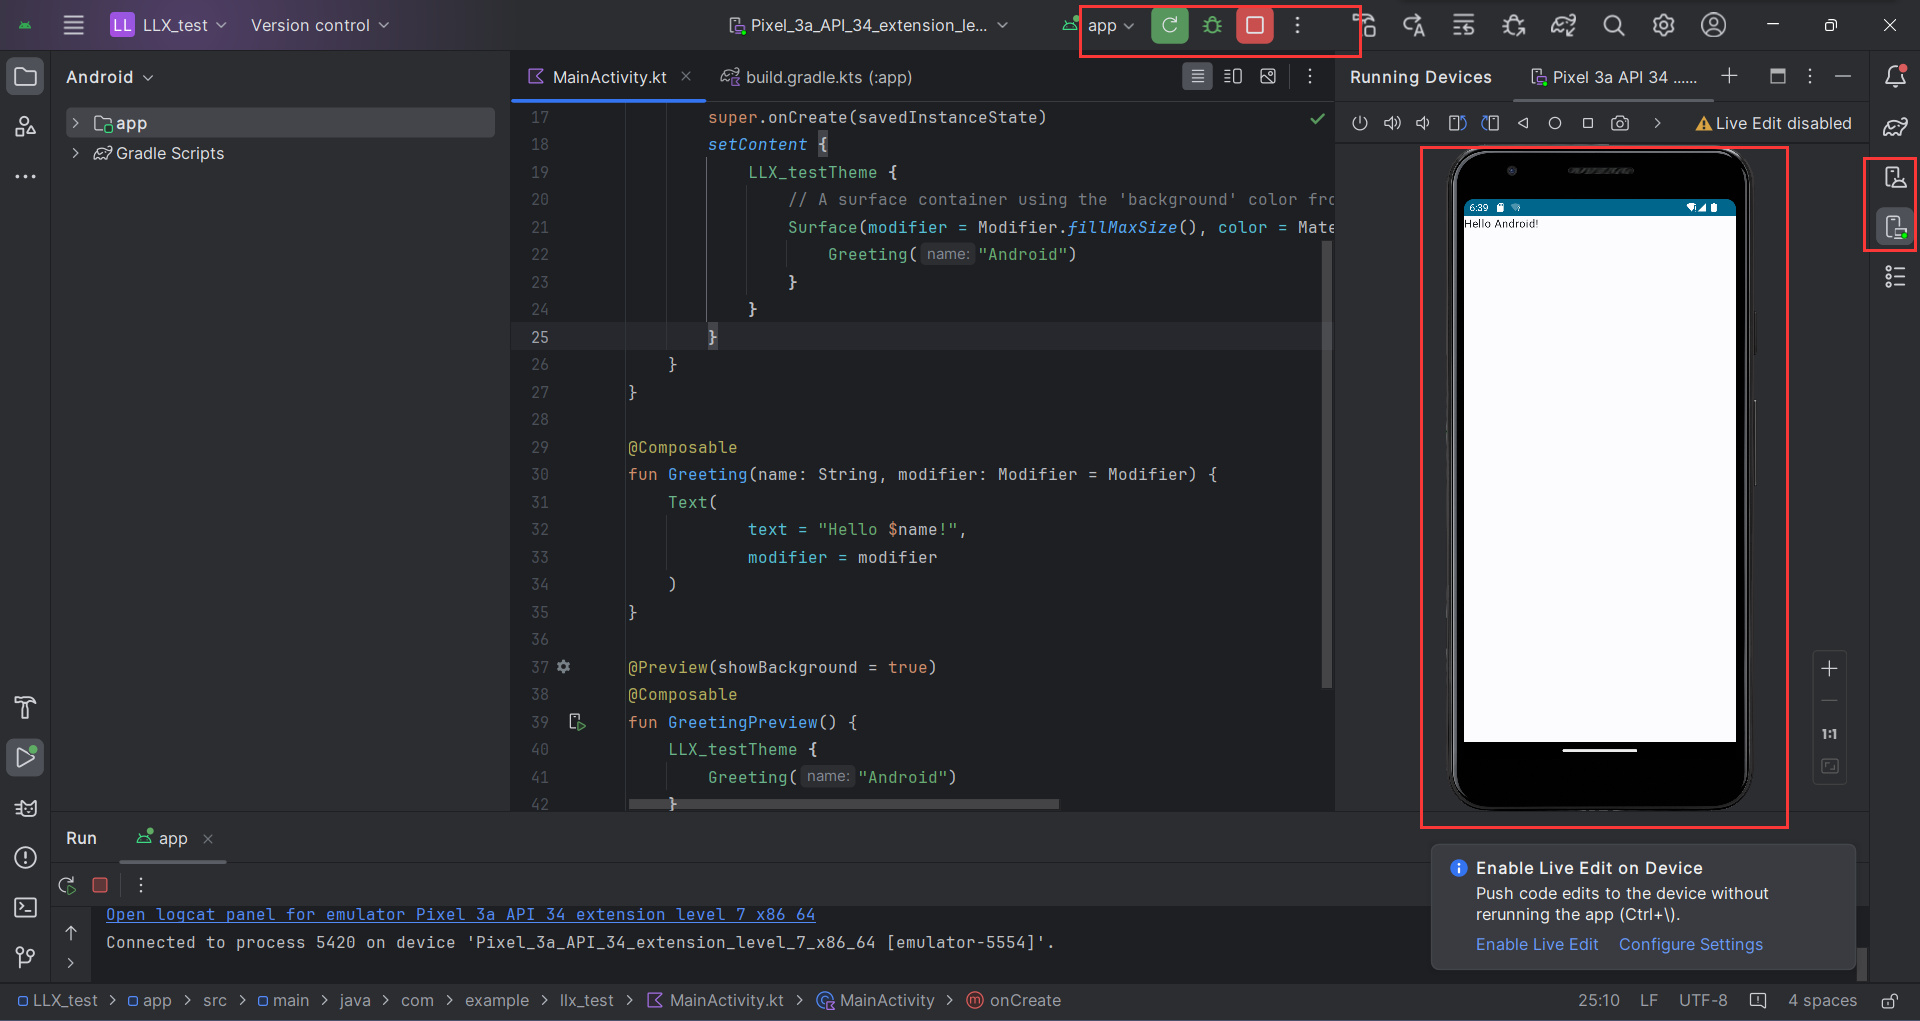 LL LLX_test Version control Pixel_3a_API_34_extension_le... app
Android
MainActivity.kt build.gradle.kts (:app)
Running Devices Pixel 3a API 34 ......
Live Edit disabled
app
Gradle Scripts
17 super.onCreate(savedInstanceState)
18 setContent {
19 LLX_testTheme {
20 // A surface container using the 'background' color fro
21 Surface(modifier = Modifier.fillMaxSize(), color = Mate
22 Greeting( name: "Android")
23 }
24 }
25 }
26 }
27 }
28
29 @Composable
30 fun Greeting(name: String, modifier: Modifier = Modifier) {
31 Text(
32 text = "Hello $name!",
33 modifier = modifier
34 )
35 }
36
37 @Preview(showBackground = true)
38 @Composable
39 fun GreetingPreview() {
40 LLX_testTheme {
41 Greeting( name: "Android")
42 }
6:39
Hello Android!
1:1
Run app
Open logcat panel for emulator Pixel 3a API 34 extension level 7 x86 64
Connected to process 5420 on device 'Pixel_3a_API_34_extension_level_7_x86_64 [emulator-5554]'.
Enable Live Edit on Device
Push code edits to the device without
rerunning the app (Ctrl+\).
Enable Live Edit Configure Settings
LLX_test > app > src > main > java > com > example > llx_test > MainActivity.kt > MainActivity > onCreate
25:10 LF UTF-8 4 spaces